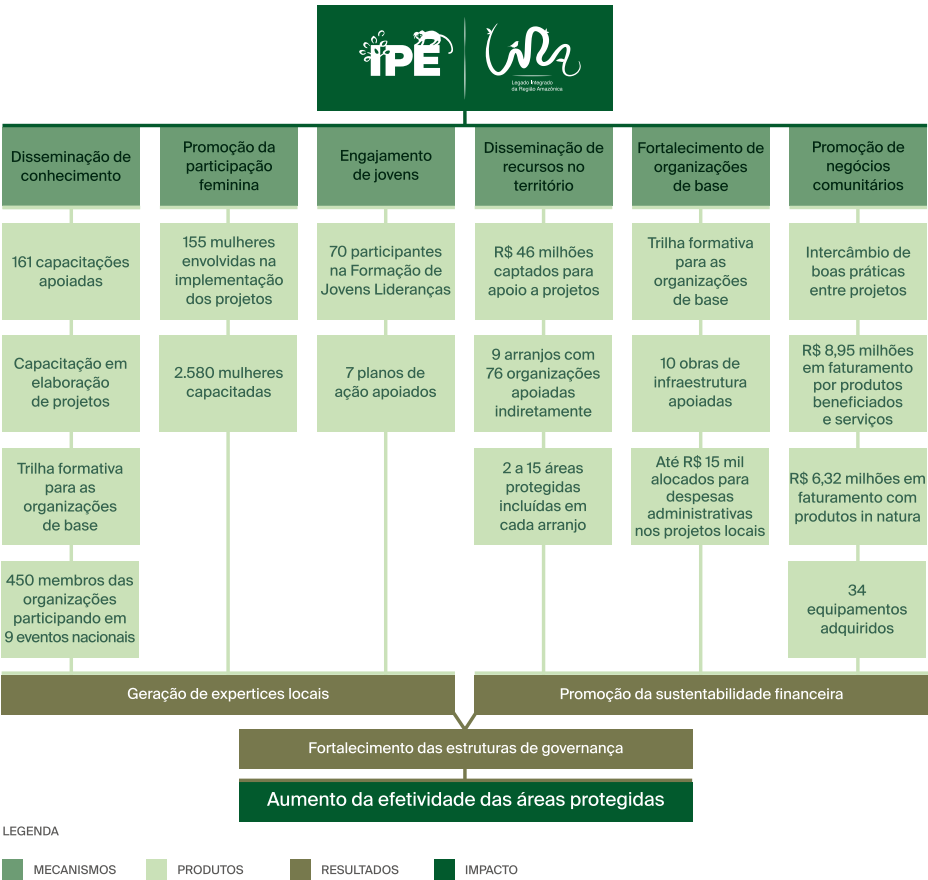 IPÊ
LIRA
Legado Integrado
da Região Amazônica
Disseminação de
conhecimento
Promoção da
participação
feminina
Engajamento
de jovens
Disseminação de
recursos no
território
Fortalecimento de
organizações
de base
Promoção de
negócios
comunitários
161 capacitações
apoiadas
155 mulheres
envolvidas na
implementação
dos projetos
70 participantes
na Formação de
Jovens Lideranças
R$ 46 milhões
captados para
apoio a projetos
Trilha formativa
para as
organizações
de base
Intercâmbio de
boas práticas
entre projetos
Capacitação em
elaboração
de projetos
2.580 mulheres
capacitadas
7 planos de
ação apoiados
9 arranjos com
76 organizações
apoiadas
indiretamente
10 obras de
infraestrutura
apoiadas
R$ 8,95 milhões
em faturamento
por produtos
beneficiados
e serviços
Trilha formativa
para as
organizações
de base
2 a 15 áreas
protegidas
incluídas em
cada arranjo
Até R$ 15 mil
alocados para
despesas
administrativas
nos projetos locais
R$ 6,32 milhões em
faturamento com
produtos in natura
450 membros das
organizações
participando em
9 eventos nacionais
34
equipamentos
adquiridos
Geração de expertices locais
Promoção da sustentabilidade financeira
Fortalecimento das estruturas de governança
Aumento da efetividade das áreas protegidas
LEGENDA
MECANISMOS
PRODUTOS
RESULTADOS
IMPACTO